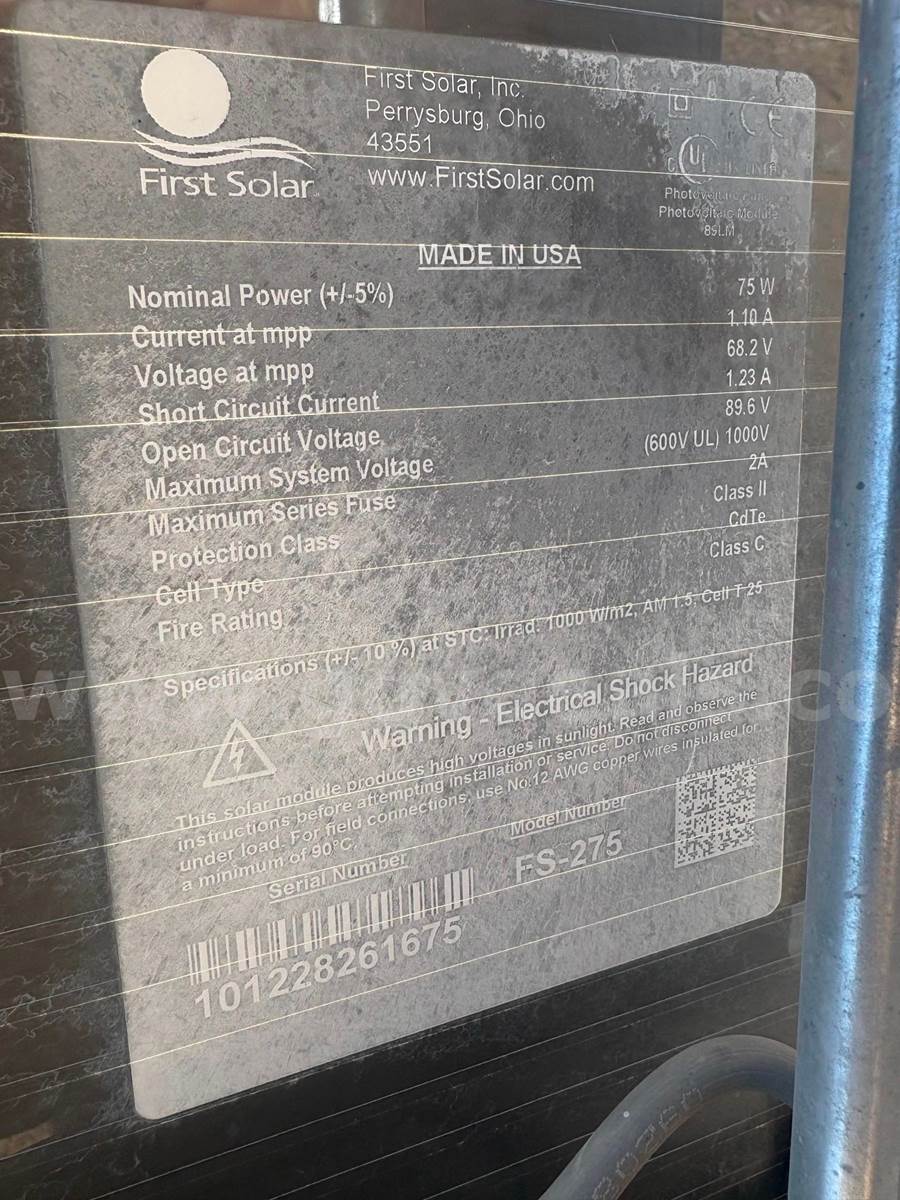 First Solar
First Solar, Inc.
Perrysburg, Ohio
43551
www.FirstSolar.com
CE
UL
Photovoltaic
Photovoltaic Module
89LM
MADE IN USA
Nominal Power (+/-5%) 75 W
Current at mpp 1.10 A
Voltage at mpp 68.2 V
Short Circuit Current 1.23 A
Open Circuit Voltage 89.6 V
Maximum System Voltage (600V UL) 1000V
Maximum Series Fuse 2A
Protection Class Class II
Cell Type CdTe
Fire Rating Class C
Specifications (+/- 10 %) at STC: Irrad. 1000 W/m2, AM 1.5, Cell T 25
Warning - Electrical Shock Hazard
This solar module produces high voltages in sunlight. Read and observe the
instructions before attempting installation or service. Do not disconnect
under load. For field connections, use No.12 AWG copper wires insulated for
a minimum of 90°C.
Serial Number
101228261675
Model Number
FS-275